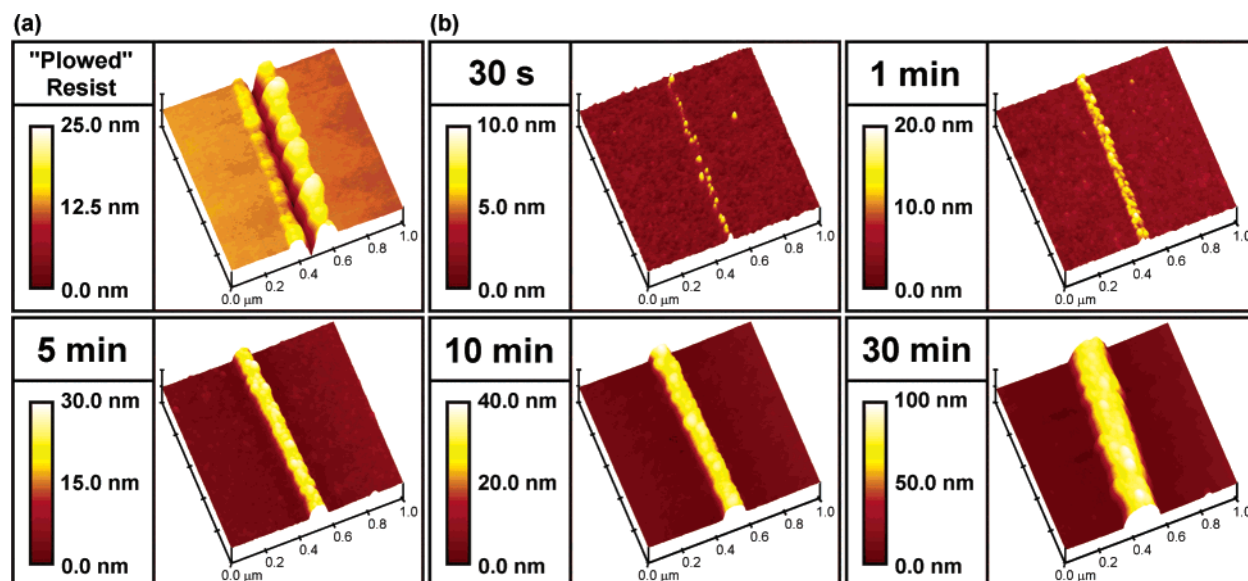 (a)
(b)
"Plowed"
Resist
25.0 nm
12.5 nm
0.0 nm
0.0 µm
0.2
0.4
0.6
0.8
1.0
30 s
10.0 nm
5.0 nm
0.0 nm
0.0 µm
0.2
0.4
0.6
0.8
1.0
1 min
20.0 nm
10.0 nm
0.0 nm
0.0 µm
0.2
0.4
0.6
0.8
1.0
5 min
30.0 nm
15.0 nm
0.0 nm
0.0 µm
0.2
0.4
0.6
0.8
1.0
10 min
40.0 nm
20.0 nm
0.0 nm
0.0 µm
0.2
0.4
0.6
0.8
1.0
30 min
100 nm
50.0 nm
0.0 nm
0.0 µm
0.2
0.4
0.6
0.8
1.0